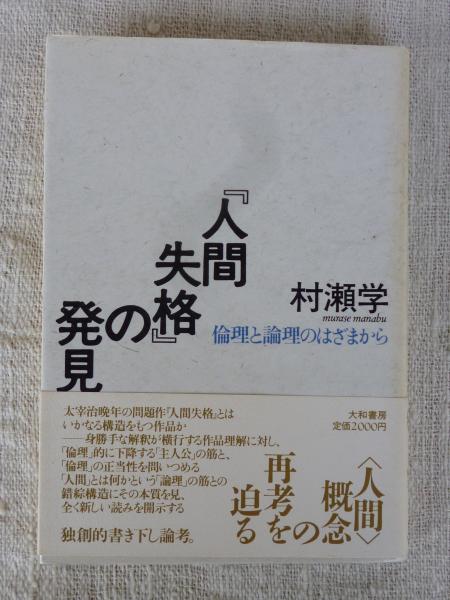 『人間
失格』
の
発見
村瀬学
murase manabu
倫理と論理のはざまから
大和書房
定価2000円
〈人間〉
概念
の
再考を
迫る
太宰治晩年の問題作「人間失格」とは
いかなる構造をもつ作品か
――身勝手な解釈が横行する作品理解に対し、
「倫理」的に下降する「主人公」の筋と、
「倫理」の正当性を問いつめる
「人間」とは何かという「論理」の筋との
錯綜構造にその本質を見、
全く新しい読みを開示する
独創的書き下し論考。